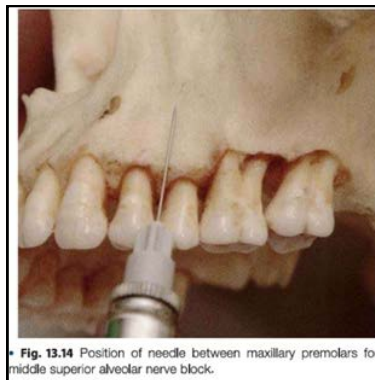 • Fig. 13.14 Position of needle between maxillary premolars fo
middle superior alveolar nerve block.